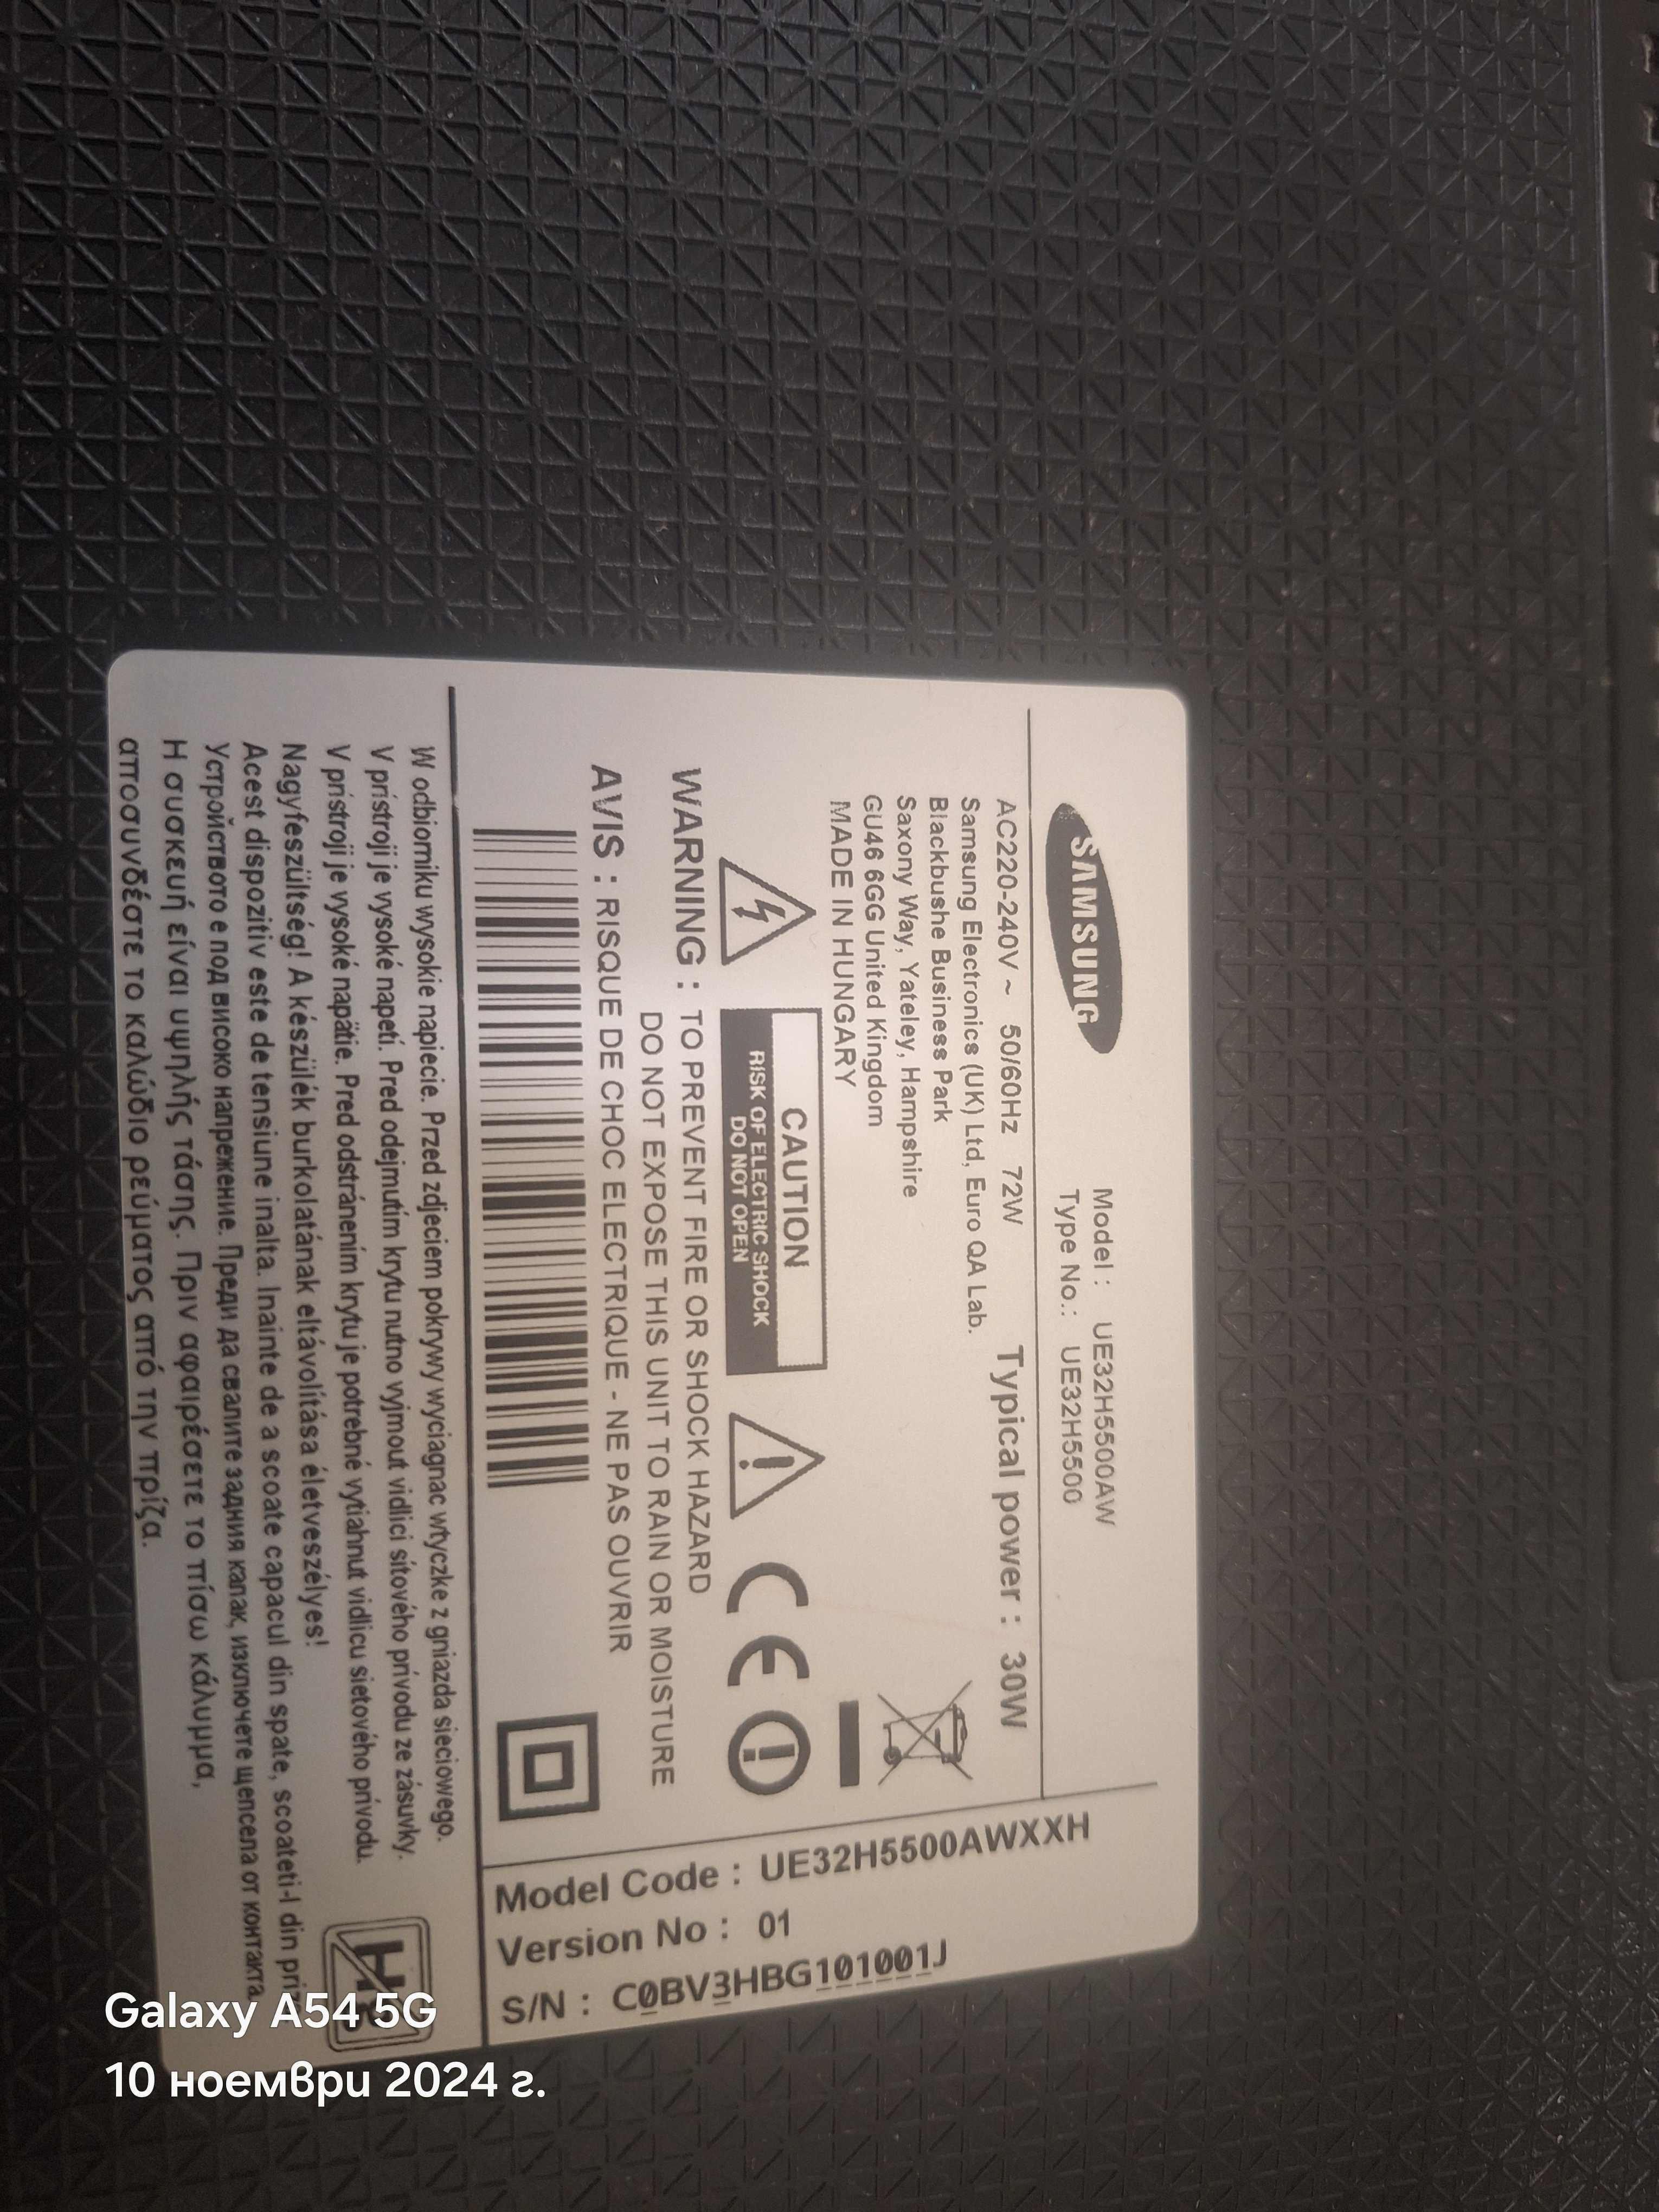 SAMSUNG
Model : UE32H5500AW
Type No.: UE32H5500
AC220-240V ~ 50/60Hz 72W Typical power : 30W
Samsung Electronics (UK) Ltd, Euro QA Lab.
Blackbushe Business Park
Saxony Way, Yateley, Hampshire
GU46 6GG United Kingdom
MADE IN HUNGARY
CAUTION
RISK OF ELECTRIC SHOCK
DO NOT OPEN
CE
WARNING : TO PREVENT FIRE OR SHOCK HAZARD
DO NOT EXPOSE THIS UNIT TO RAIN OR MOISTURE
AVIS : RISQUE DE CHOC ELECTRIQUE - NE PAS OUVRIR
Model Code : UE32H5500AWXXH
Version No : 01
S/N : C0BV3HBG101001J
W odbiorniku wysokie napiecie. Przed zdjeciem pokrywy wyciagnac wtyczke z gniazda sieciowego.
V prístroji je vysoké napetí. Pred odejmutím krytu nutno vyjmout vidlici sítového prívodu ze zásuvky.
V prístroji je vysoké napätie. Pred odstránením krytu je potrebné vytiahnut vidlicu sietového prívodu.
Nagyfeszültség! A készülék burkolatának eltávolítása életveszélyes!
Acest dispozitiv este de tensiune inalta. Inainte de a scoate capacul din spate, scoateti-l din
Устройството е под високо напрежение. Преди да свалите задния капак, изключете щепсела от контакта.
Η συσκευή είναι υψηλής τάσης. Πριν αφαιρέσετε το πίσω κάλυμμα,
αποσυνδέστε το καλώδιο ρεύματος από την πρίζα.
Galaxy A54 5G
10 ноември 2024 г.